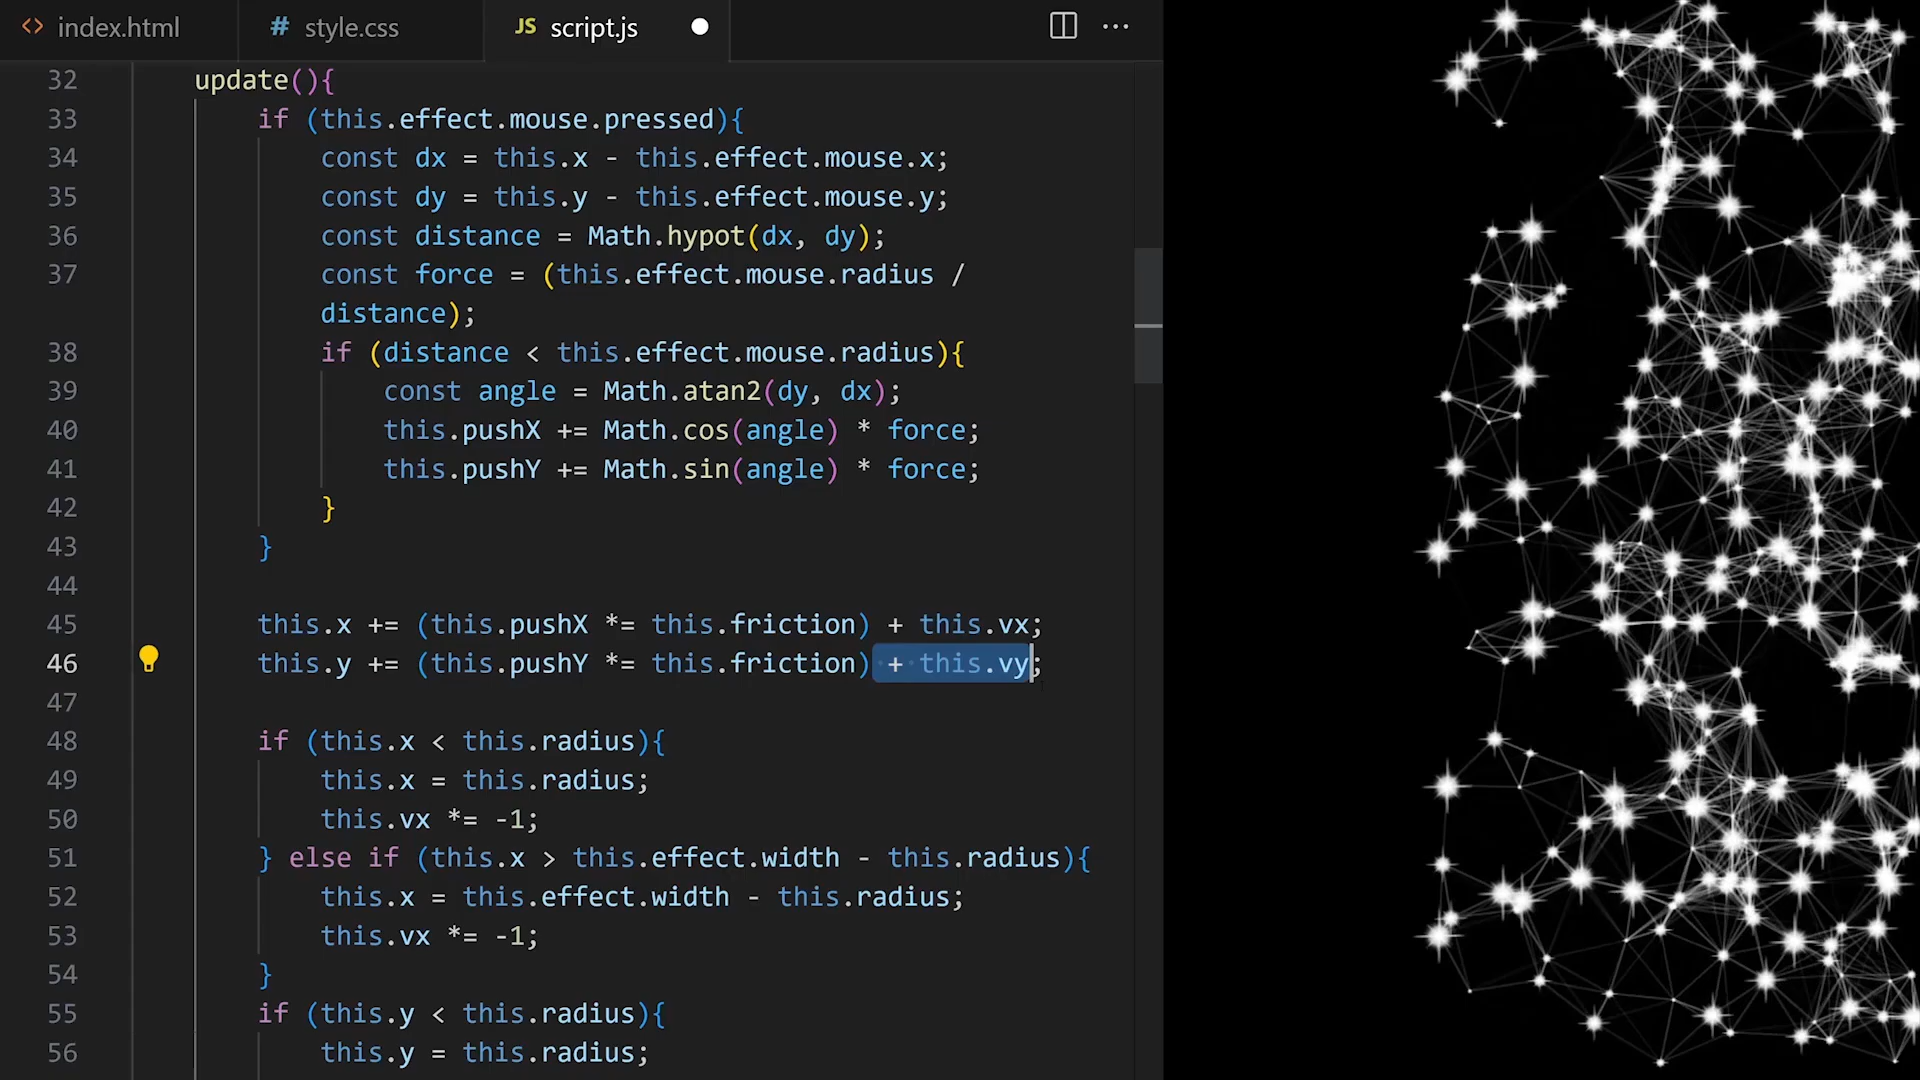 <> index.html # style.css JS script.js
32 update(){
33 if (this.effect.mouse.pressed){
34 const dx = this.x - this.effect.mouse.x;
35 const dy = this.y - this.effect.mouse.y;
36 const distance = Math.hypot(dx, dy);
37 const force = (this.effect.mouse.radius /
distance);
38 if (distance < this.effect.mouse.radius){
39 const angle = Math.atan2(dy, dx);
40 this.pushX += Math.cos(angle) * force;
41 this.pushY += Math.sin(angle) * force;
42 }
43 }
44
45 this.x += (this.pushX *= this.friction) + this.vx;
46 this.y += (this.pushY *= this.friction) + this.vy;
47
48 if (this.x < this.radius){
49 this.x = this.radius;
50 this.vx *= -1;
51 } else if (this.x > this.effect.width - this.radius){
52 this.x = this.effect.width - this.radius;
53 this.vx *= -1;
54 }
55 if (this.y < this.radius){
56 this.y = this.radius;